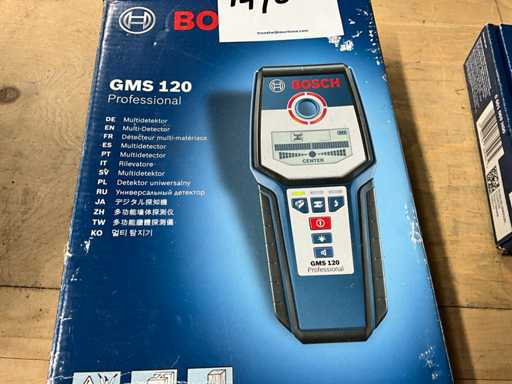 BO
GMS 120
Professional
DE Multidetektor
EN Multi-Detector
FR Détecteur multi-matériaux
ES Multidetector
PT Multidetector
IT Rilevatore
SV Multidetektor
PL Detektor uniwersalny
RU Универсальный детектор
JA デジタル探知機
ZH 多功能墙体探测仪
TW 多功能牆體探測儀
KO 멀티 탐지기
BOSCH
CENTER
GMS 120
Professional